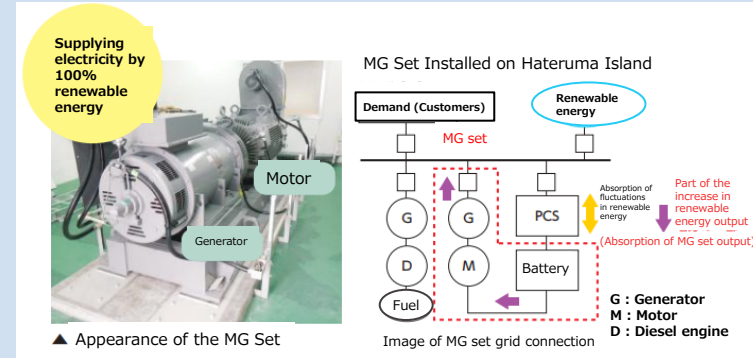 Supplying
electricity by
100%
renewable
energy
Motor
Generator
▲ Appearance of the MG Set
MG Set Installed on Hateruma Island
Demand (Customers)
Renewable
energy
MG set
G
G
PCS
Absorption of
fluctuations
in renewable
energy
Part of the
increase in
renewable
energy output
(Absorption of MG set output)
D
M
Battery
Fuel
G : Generator
M : Motor
D : Diesel engine
Image of MG set grid connection